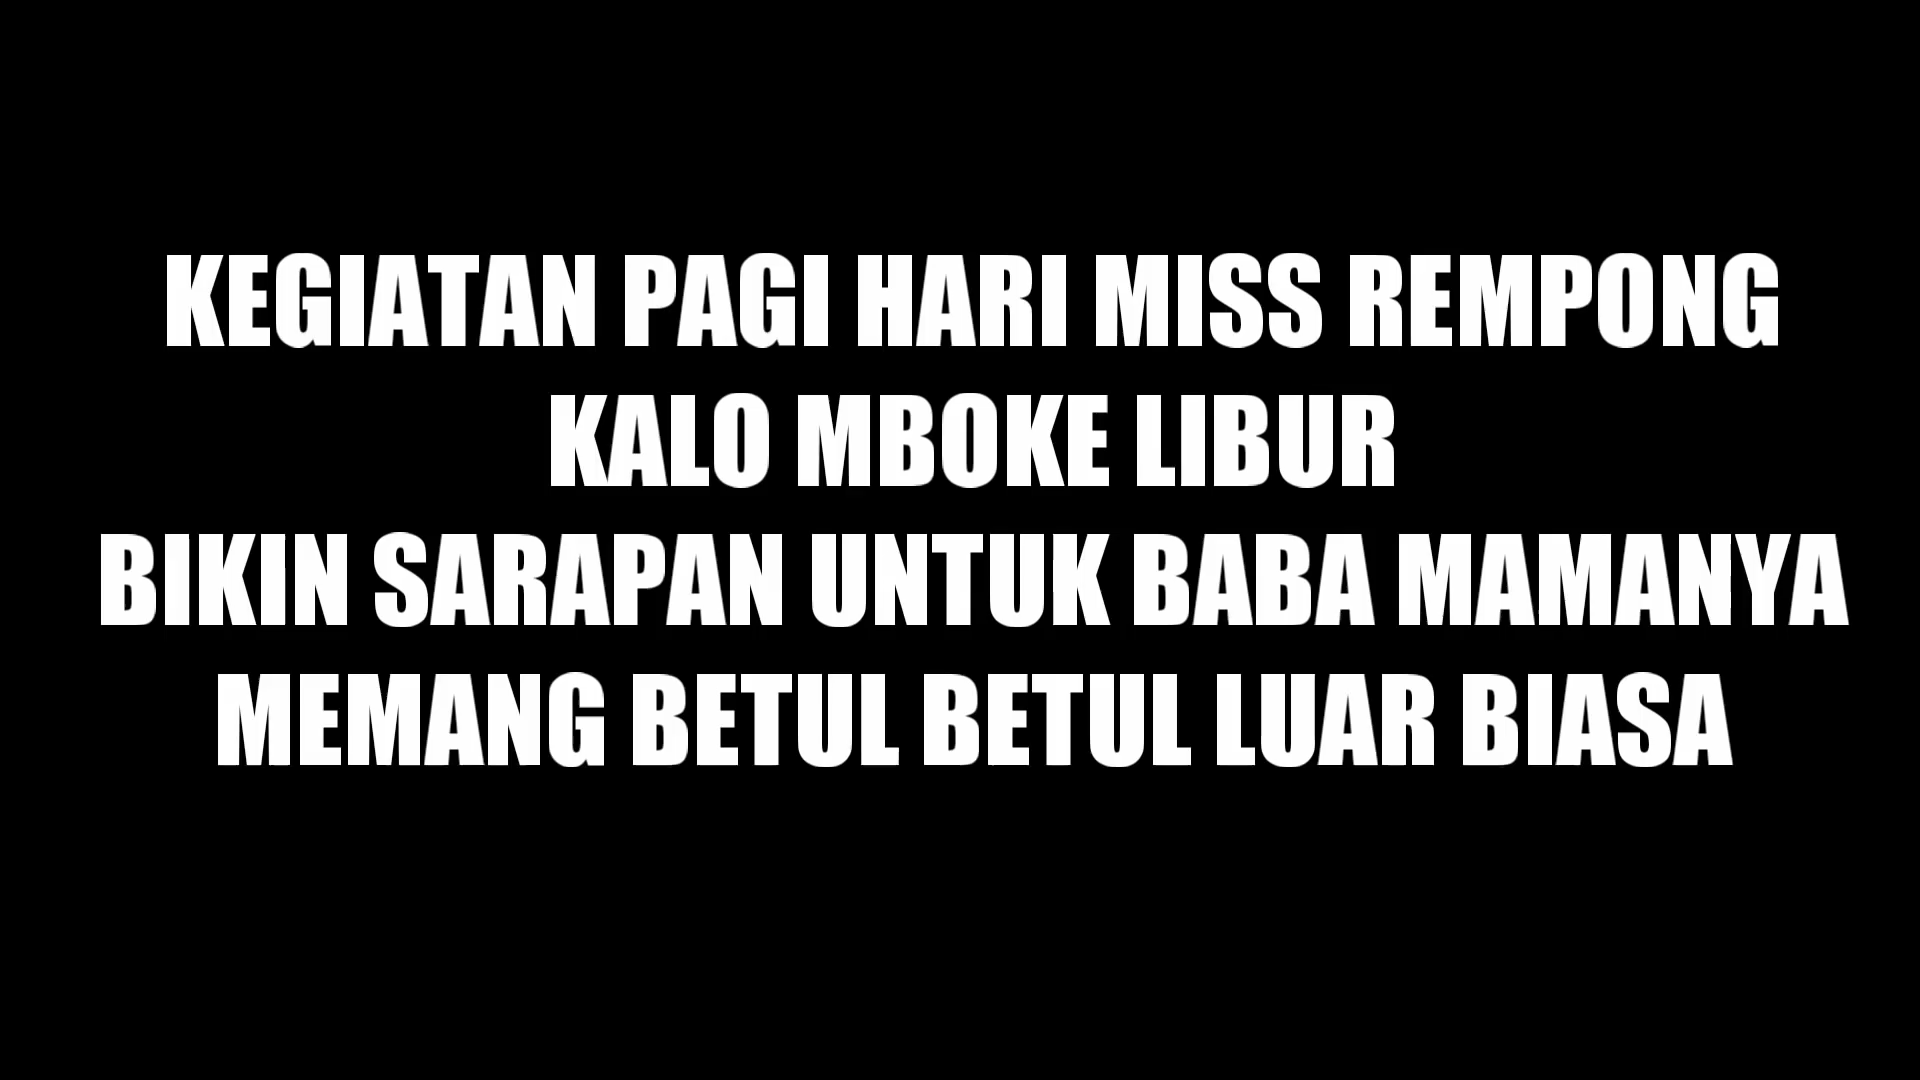 KEGIATAN PAGI HARI MISS REMPONG
KALO MBOKE LIBUR
BIKIN SARAPAN UNTUK BABA MAMANYA
MEMANG BETUL BETUL LUAR BIASA